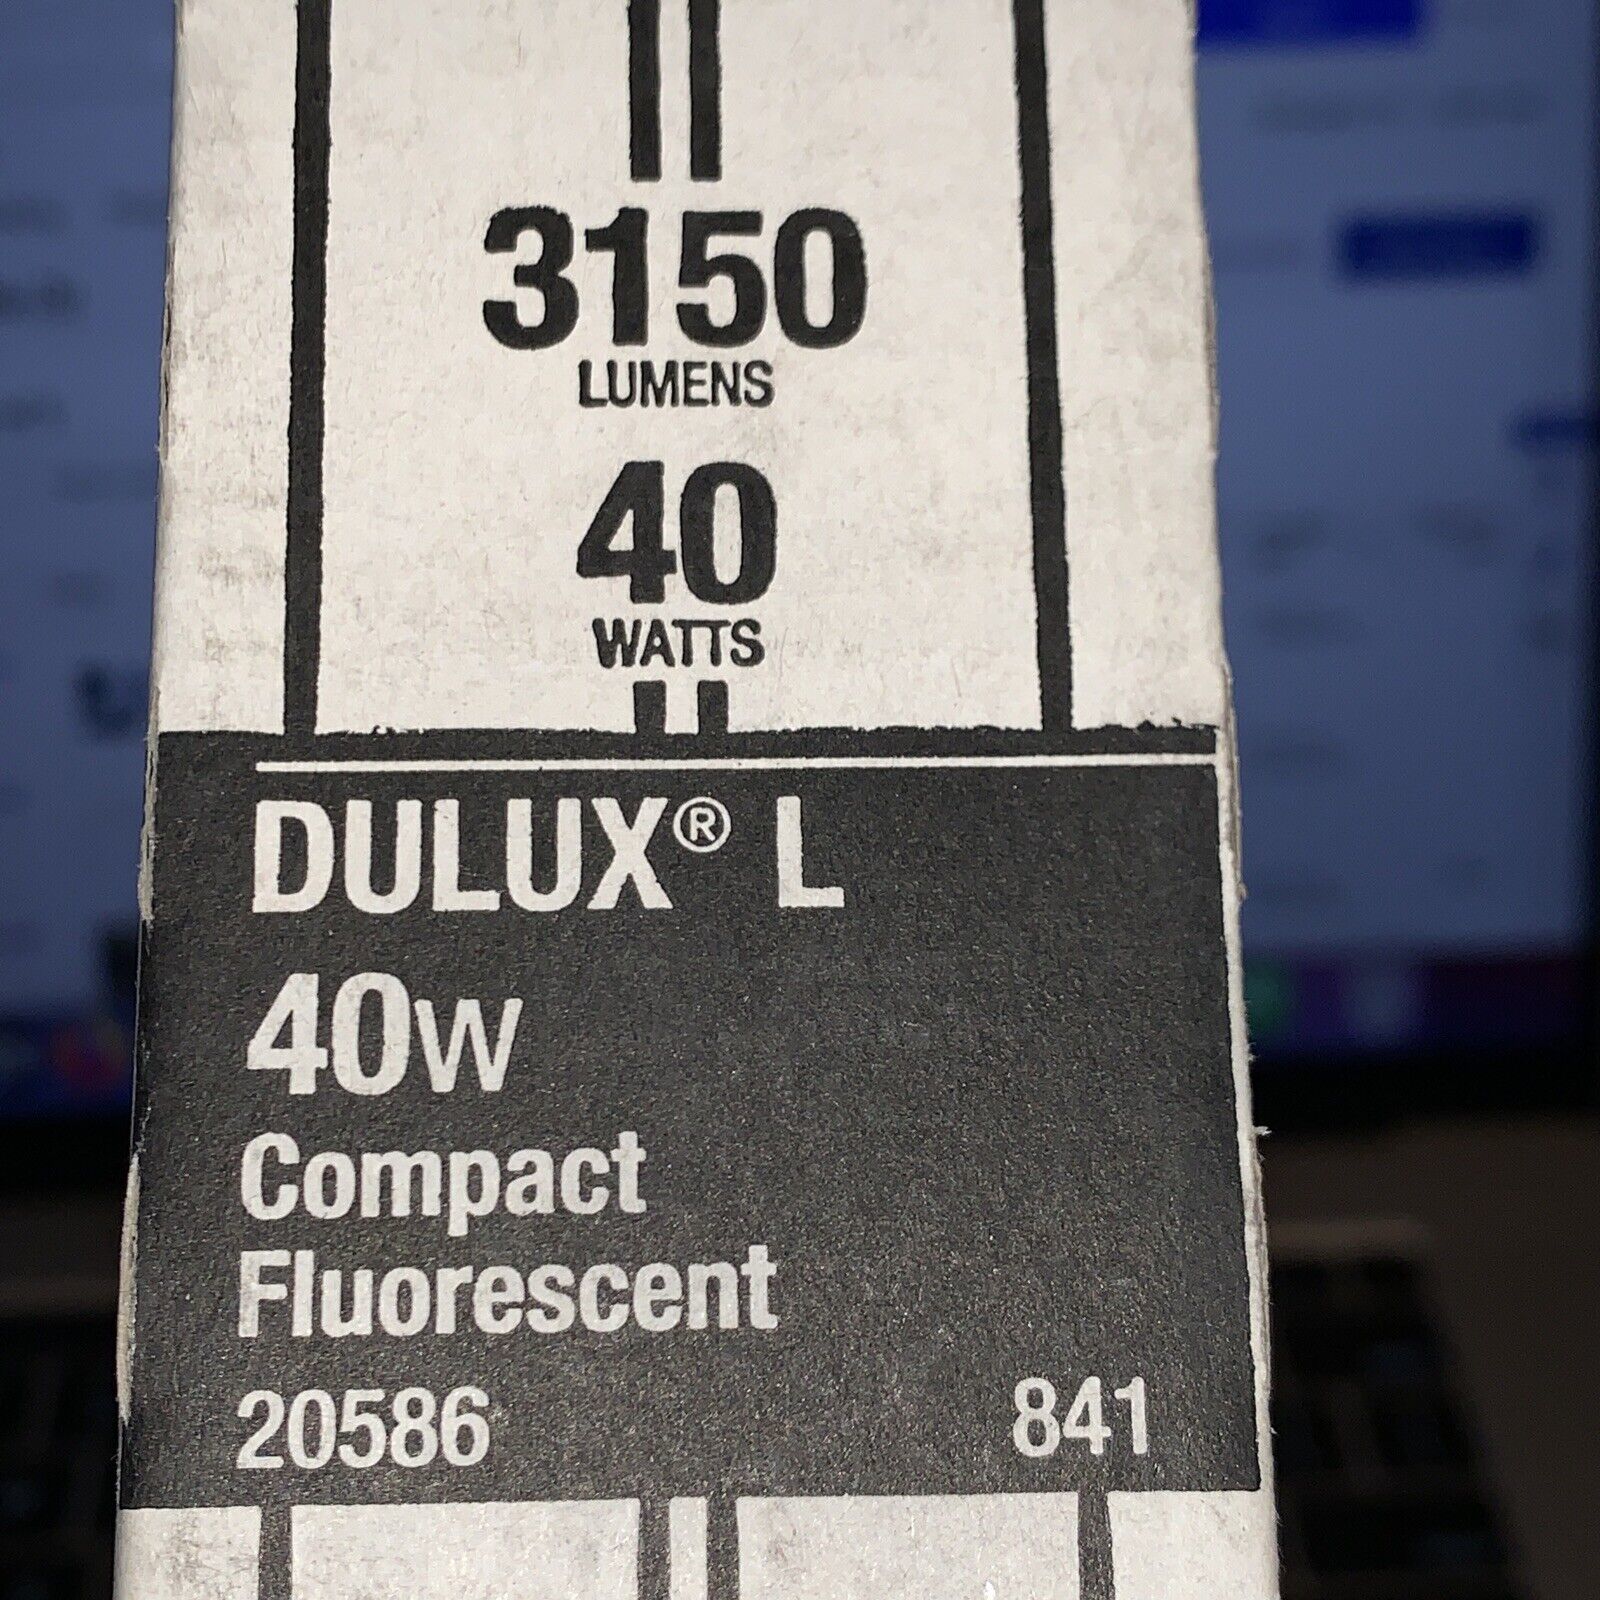 3150
LUMENS
40
WATTS
DULUX® L
40W
Compact
Fluorescent
20586 841